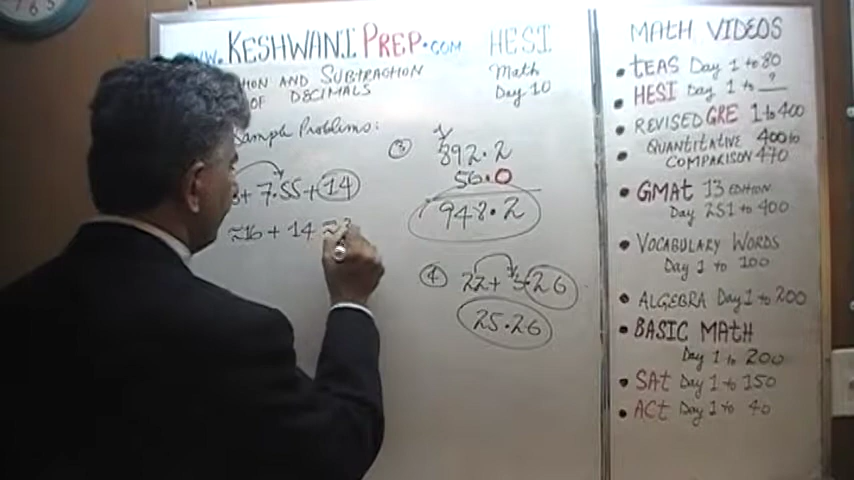 www.KESHWANIPREP.COM
HESI
ION AND SUBTRACTION
OF DECIMALS
Math
Day 10
Sample Problems:
3+ 7.55+ 14
≈16 + 14 ≈3
3
892.2
56.0
948.2
4
22+ 3.26
25.26
MATH VIDEOS
• TEAS Day 1 to 80
• HESI Day 1 to ?
• REVISED GRE 1 to 400
• QUANTITATIVE 400 to
COMPARISON 470
• GMAT 13 EDITION
Day 251 to 400
• VOCABULARY WORDS
Day 1 to 100
• ALGEBRA Day 1 to 200
• BASIC MATH
Day 1 to 200
• SAT Day 1 to 150
• ACT Day 1 to 40